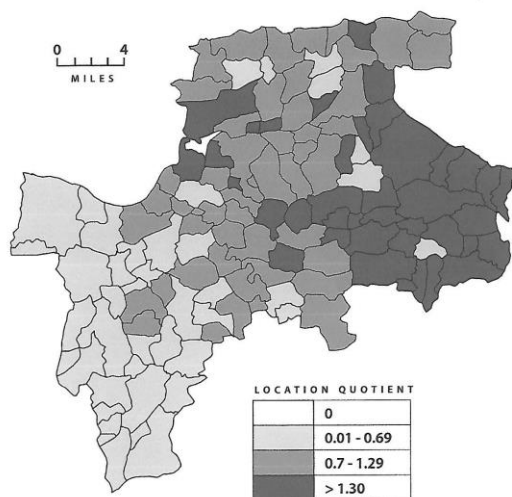 0 4
MILES
LOCATION QUOTIENT
0
0.01 - 0.69
0.7 - 1.29
> 1.30